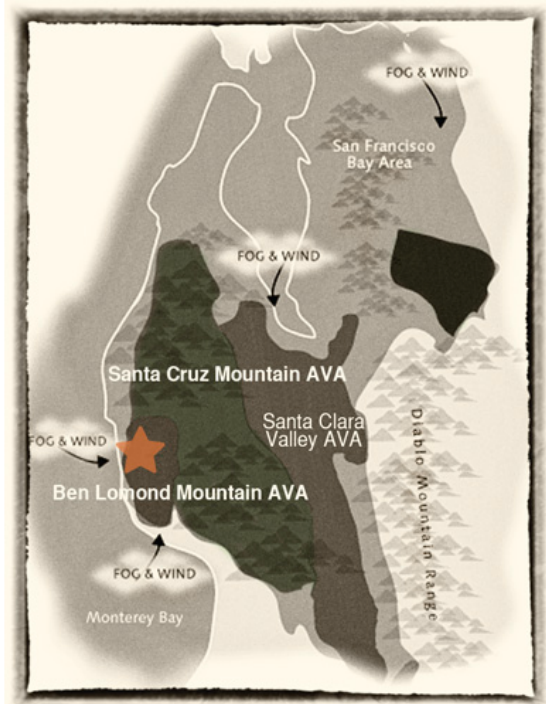 FOG & WIND
San Francisco
Bay Area
FOG & WIND
Santa Cruz Mountain AVA
Santa Clara
Valley AVA
Diablo Mountain Range
FOG & WIND
Ben Lomond Mountain AVA
FOG & WIND
Monterey Bay